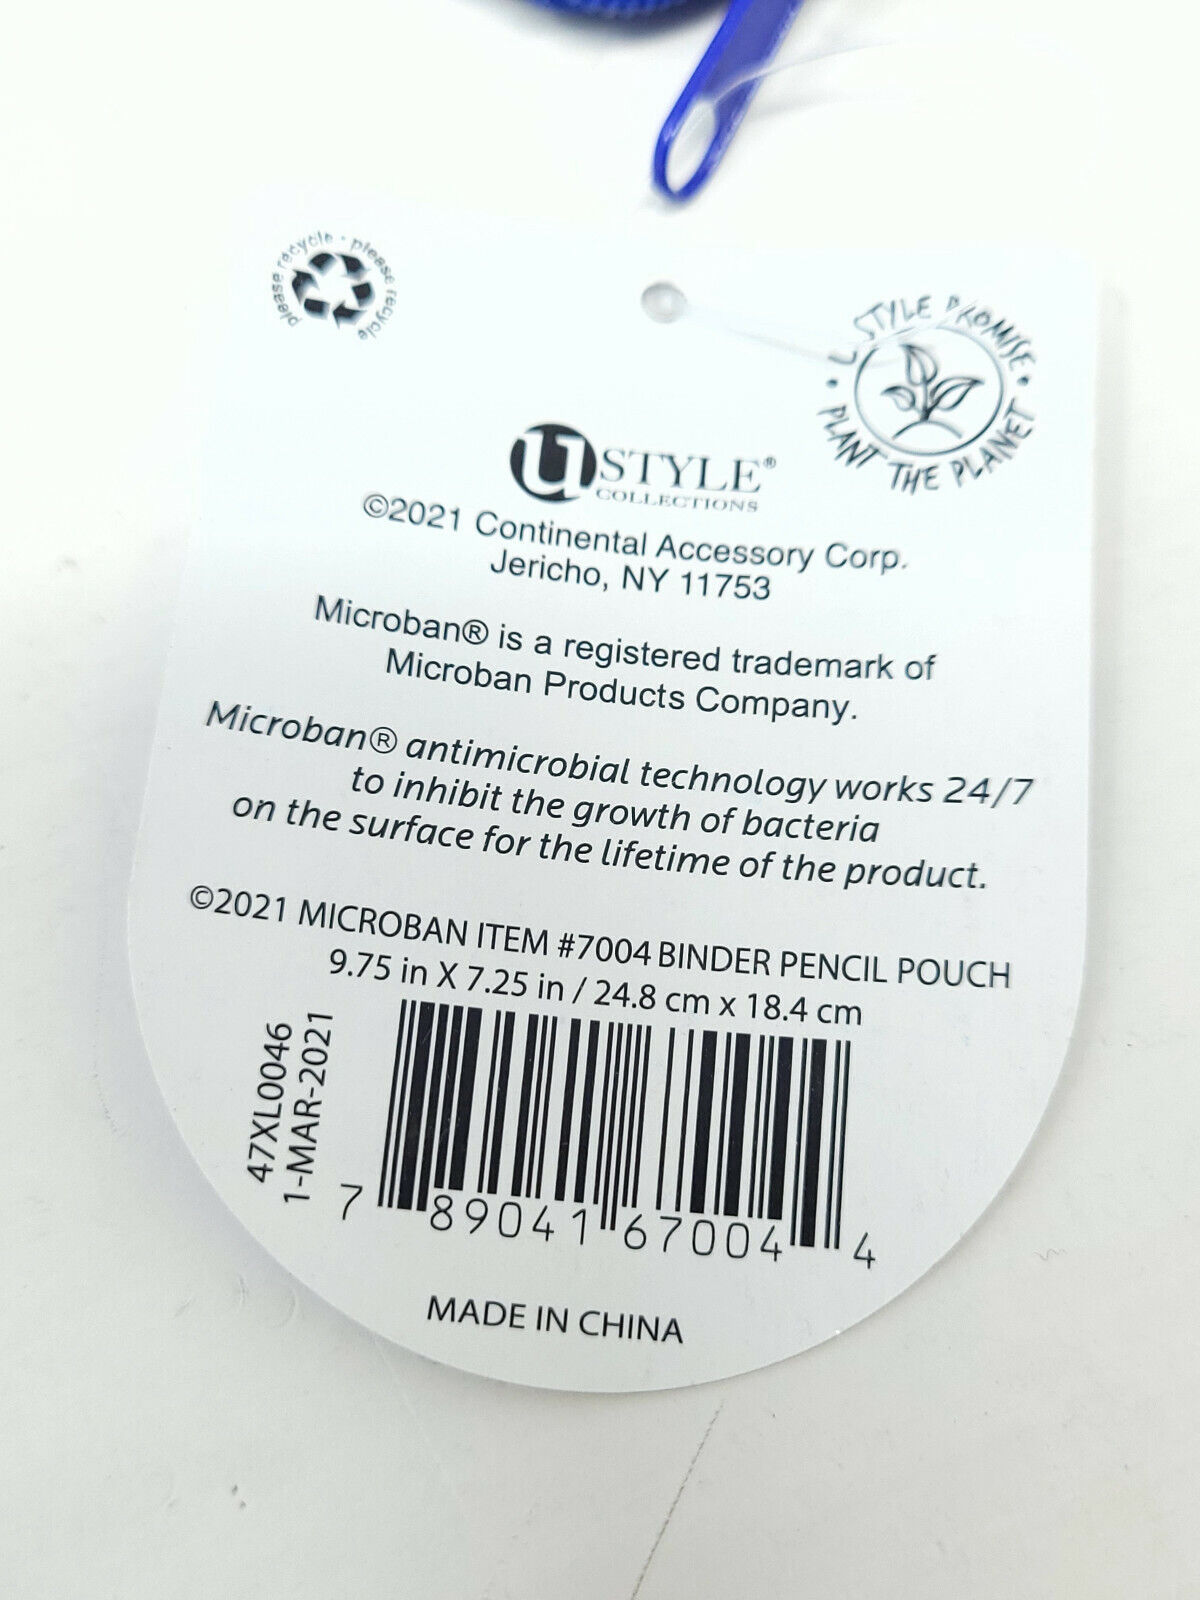 please recycle • please recycle
U STYLE PROMISE •
PLANT THE PLANET •
U STYLE®
COLLECTIONS
©2021 Continental Accessory Corp.
Jericho, NY 11753
Microban® is a registered trademark of
Microban Products Company.
Microban® antimicrobial technology works 24/7
to inhibit the growth of bacteria
on the surface for the lifetime of the product.
©2021 MICROBAN ITEM #7004 BINDER PENCIL POUCH
9.75 in X 7.25 in / 24.8 cm x 18.4 cm
47XL0046
1-MAR-2021
7 89041 67004 4
MADE IN CHINA